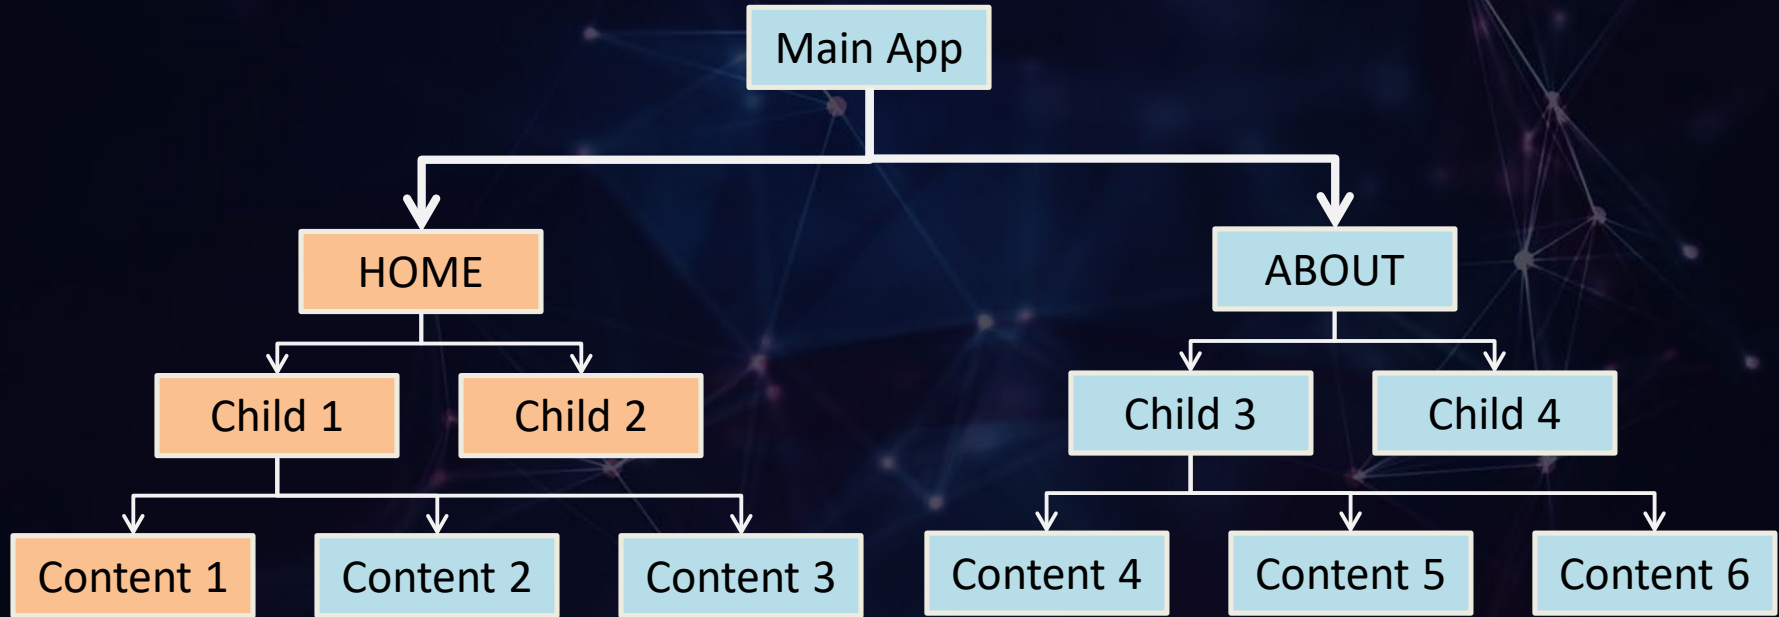 Main App
HOME
ABOUT
Child 1
Child 2
Child 3
Child 4
Content 1
Content 2
Content 3
Content 4
Content 5
Content 6